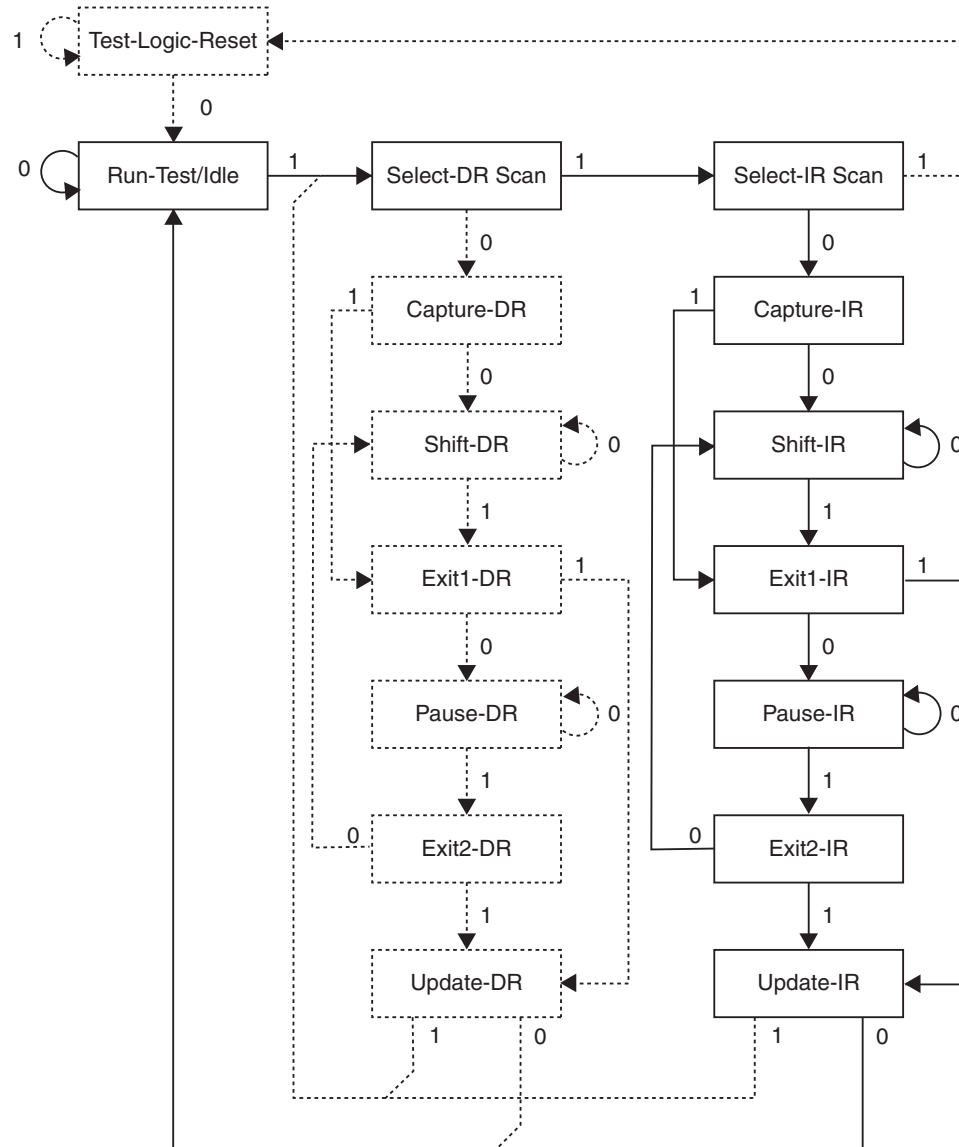 1
Test-Logic-Reset
0
0
Run-Test/Idle
1
Select-DR Scan
1
Select-IR Scan
1
0
0
1
Capture-DR
1
Capture-IR
0
0
Shift-DR
0
Shift-IR
0
1
1
Exit1-DR
1
Exit1-IR
1
0
0
Pause-DR
0
Pause-IR
0
1
1
0
Exit2-DR
0
Exit2-IR
1
1
Update-DR
Update-IR
1
0
1
0